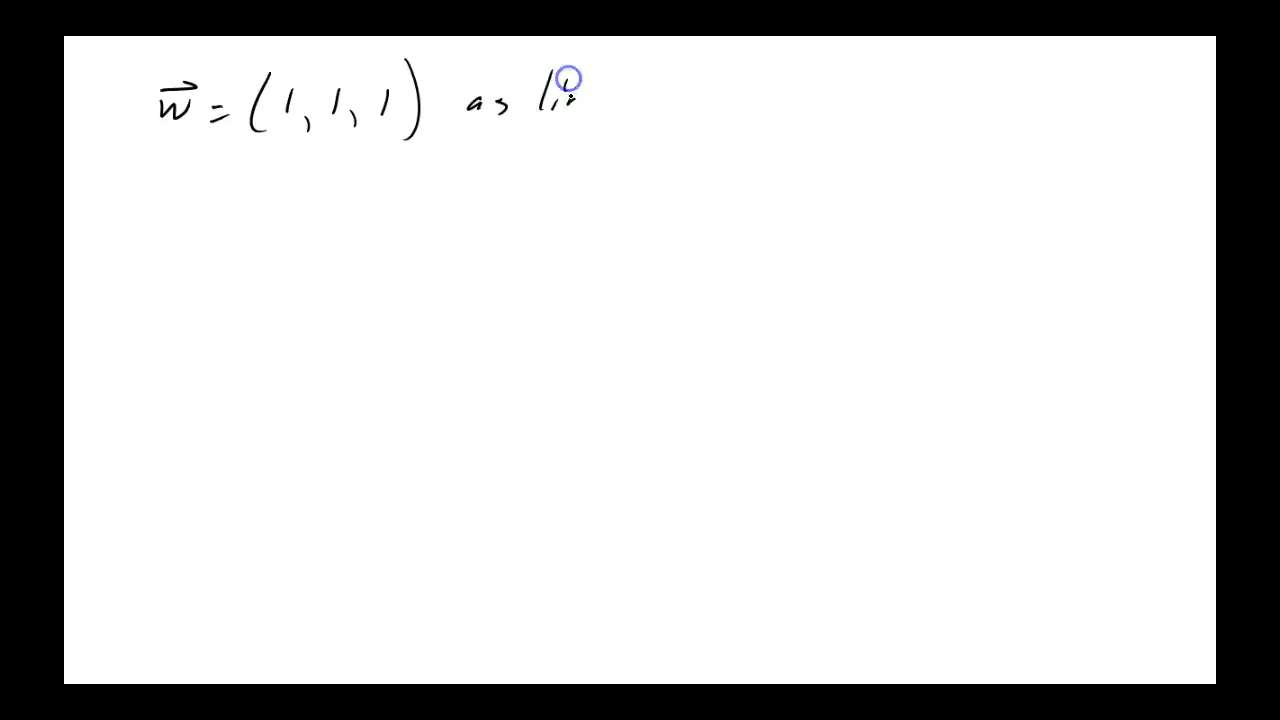 w⃗ = (1, 1, 1) as